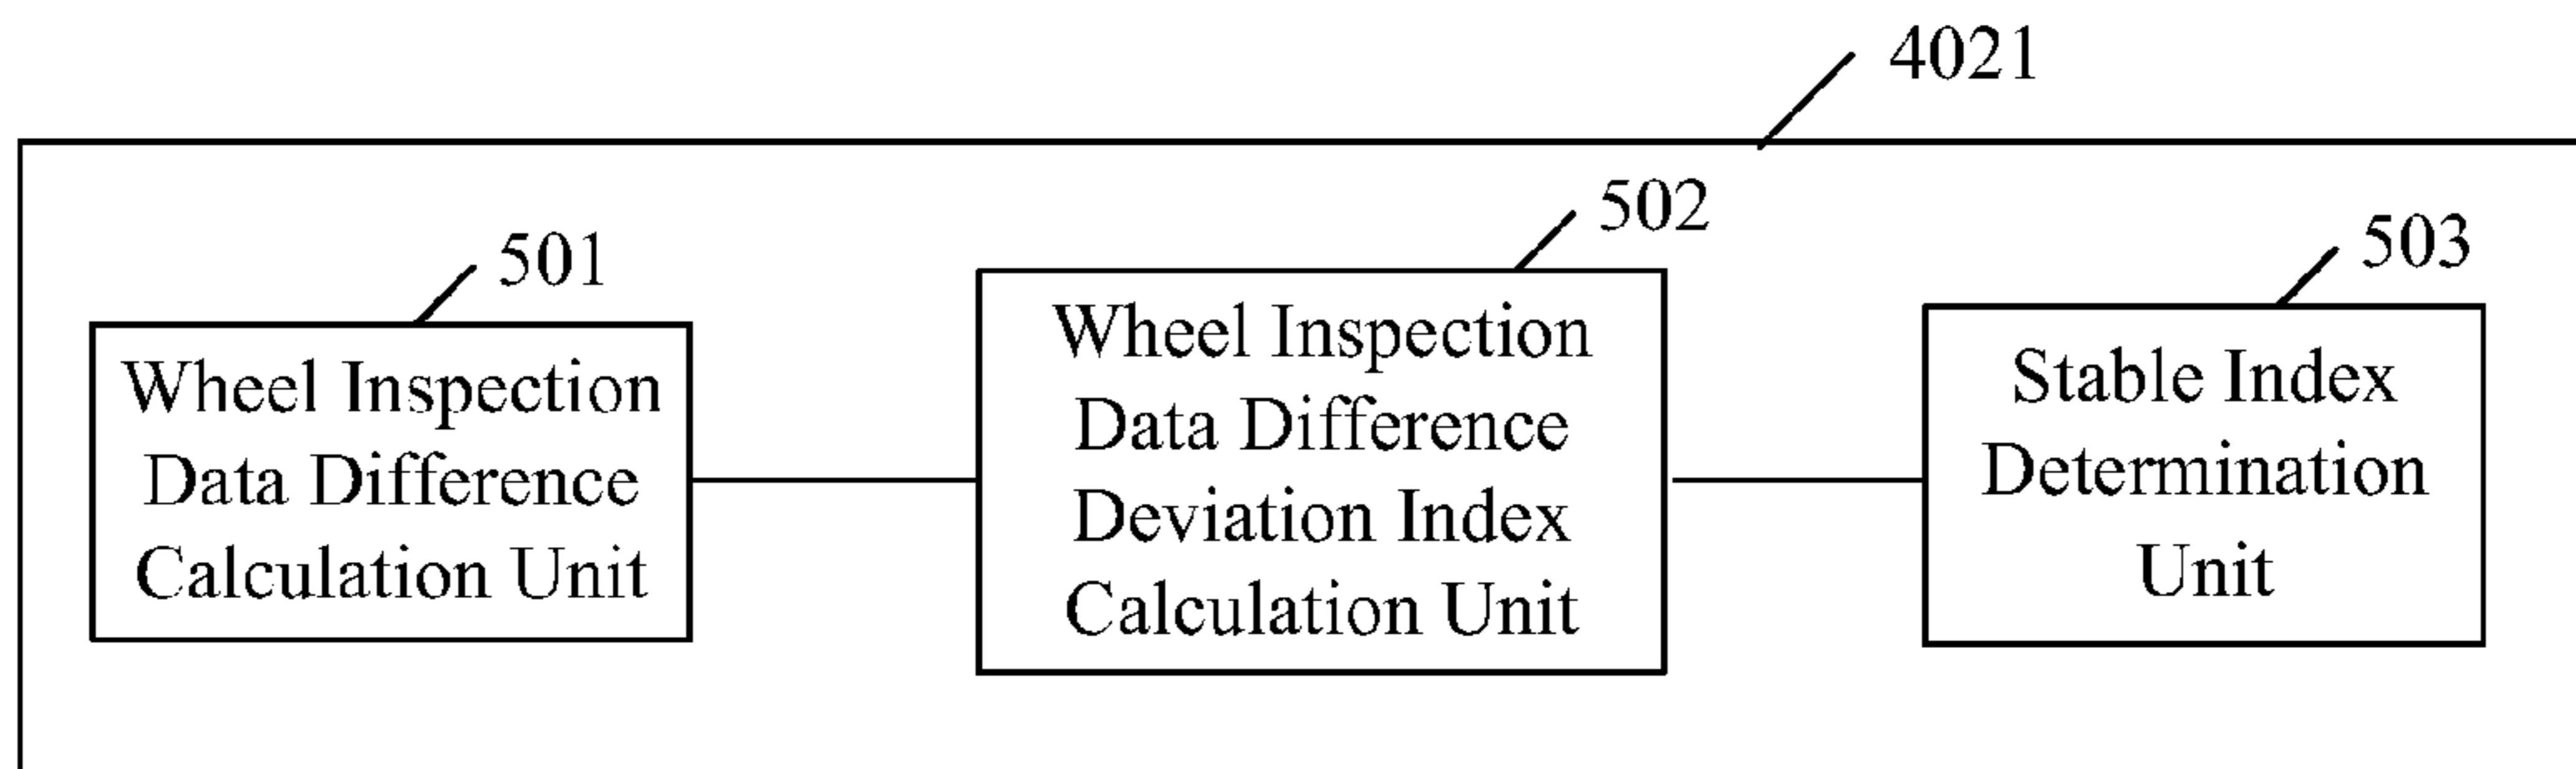 4021
501
Wheel Inspection
Data Difference
Calculation Unit
502
Wheel Inspection
Data Difference
Deviation Index
Calculation Unit
503
Stable Index
Determination
Unit